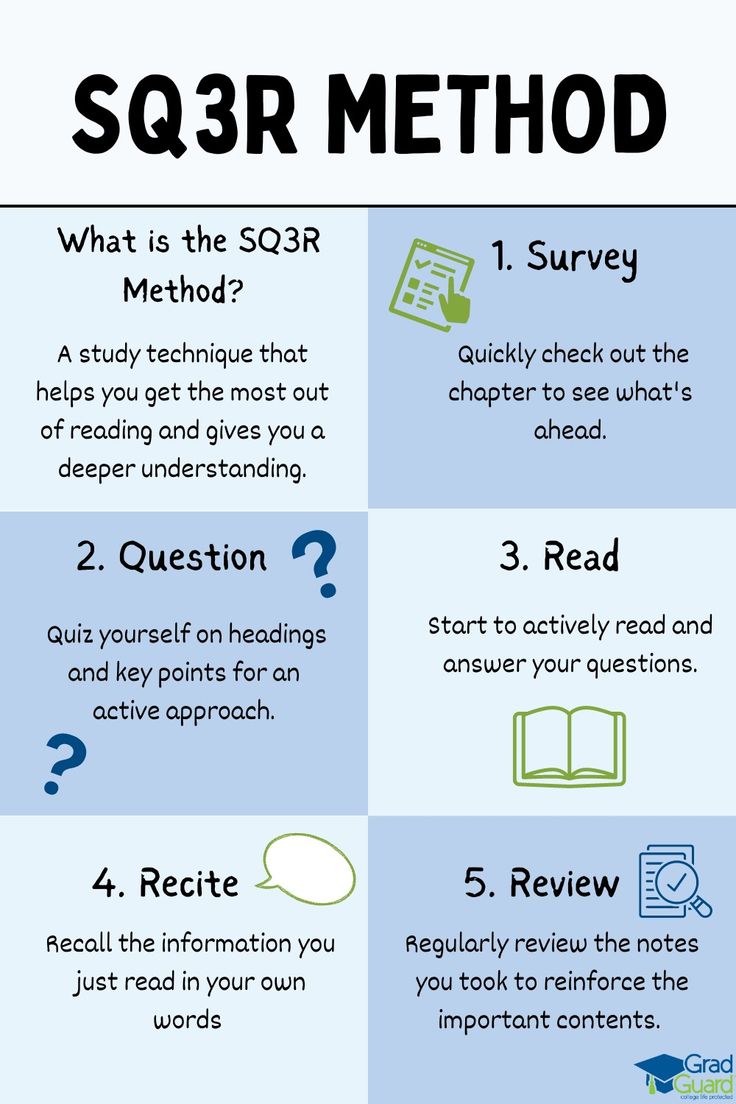 SQ3R METHOD
What is the SQ3R
Method?
A study technique that
helps you get the most out
of reading and gives you a
deeper understanding.
1. Survey
Quickly check out the
chapter to see what's
ahead.
2. Question
Quiz yourself on headings
and key points for an
active approach.
3. Read
Start to actively read and
answer your questions.
4. Recite
Recall the information you
just read in your own
words
5. Review
Regularly review the notes
you took to reinforce the
important contents.
Grad
Guard
college life protected